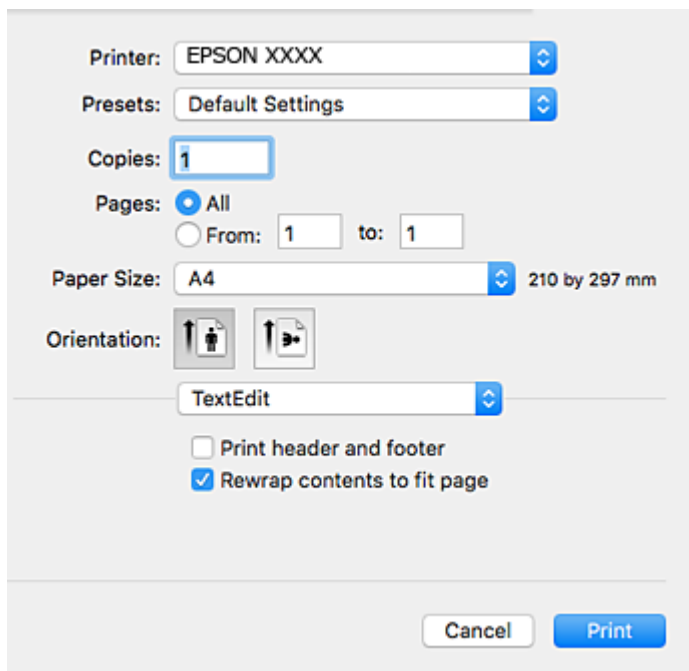 Printer: EPSON XXXX
Presets: Default Settings
Copies: 1
Pages: All
From: 1 to: 1
Paper Size: A4 210 by 297 mm
Orientation:
TextEdit
Print header and footer
Rewrap contents to fit page
Cancel Print